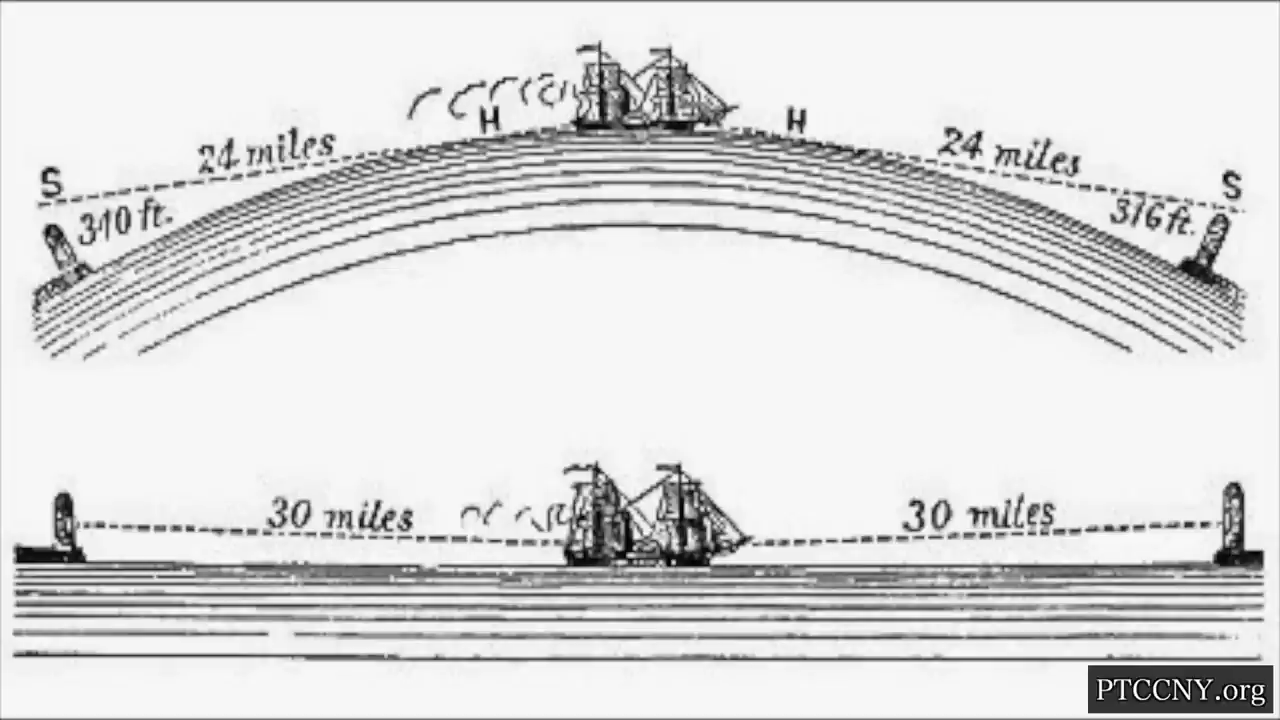 H H
24 miles 24 miles
S S
310 ft. 316 ft.
30 miles 30 miles
PTCCNY.org